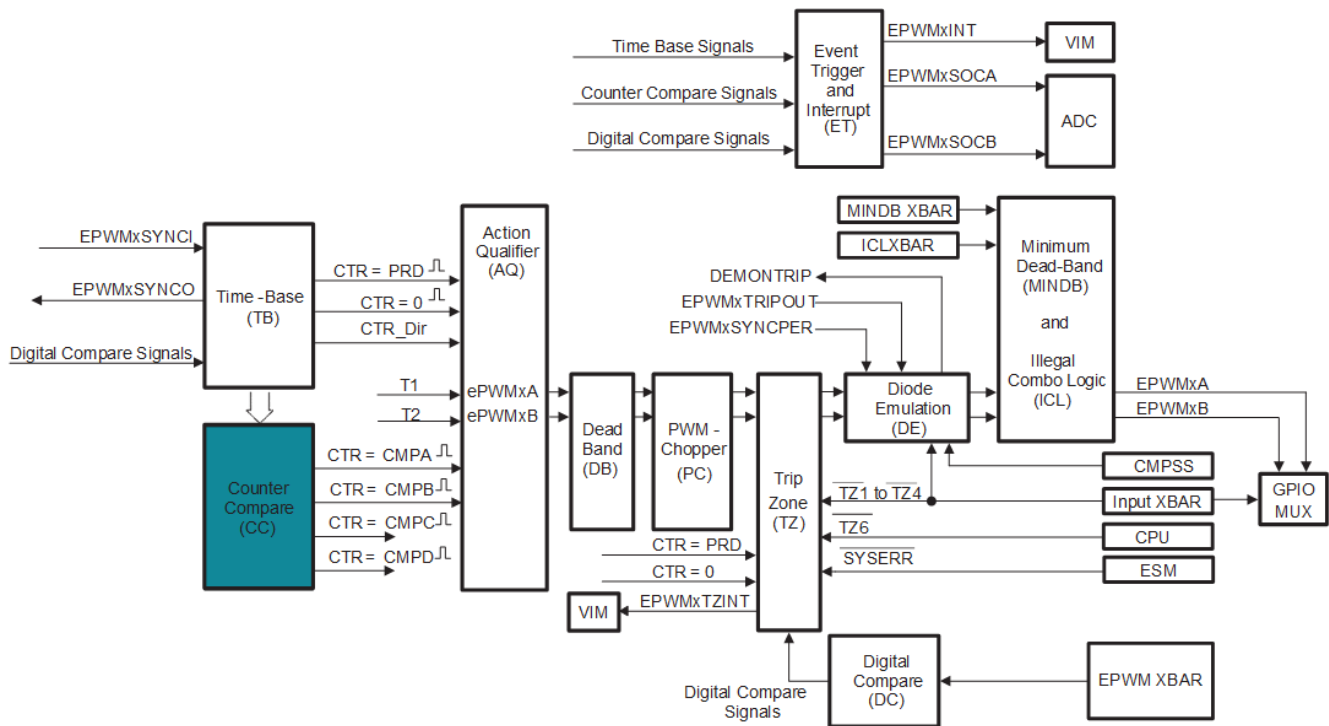 Time Base Signals
Counter Compare Signals
Digital Compare Signals
Event
Trigger
and
Interrupt
(ET)
EPWMxINT
EPWMxSOCA
EPWMxSOCB
VIM
ADC
EPWMxSYNCI
EPWMxSYNCO
Digital Compare Signals
Time -Base
(TB)
CTR = PRD
CTR = 0
CTR_Dir
T1
T2
Counter
Compare
(CC)
CTR = CMPA
CTR = CMPB
CTR = CMPC
CTR = CMPD
Action
Qualifier
(AQ)
ePWMxA
ePWMxB
Dead
Band
(DB)
PWM -
Chopper
(PC)
Trip
Zone
(TZ)
CTR = PRD
CTR = 0
EPWMxTZINT
VIM
DEMONTRIP
EPWMxTRIPOUT
EPWMxSYNCPER
Diode
Emulation
(DE)
MINDB XBAR
ICLXBAR
Minimum
Dead-Band
(MINDB)
and
Illegal
Combo Logic
(ICL)
EPWMxA
EPWMxB
TZ1 to TZ4
TZ6
SYSERR
CMPSS
Input XBAR
CPU
ESM
GPIO
MUX
Digital Compare
Signals
Digital
Compare
(DC)
EPWM XBAR